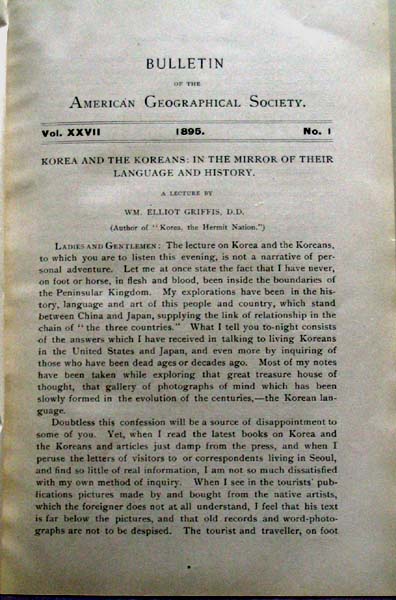 BULLETIN
OF THE
AMERICAN GEOGRAPHICAL SOCIETY.
Vol. XXVII 1895. No. 1
KOREA AND THE KOREANS: IN THE MIRROR OF THEIR
LANGUAGE AND HISTORY.
A LECTURE BY
WM. ELLIOT GRIFFIS, D.D.
(Author of "Korea, the Hermit Nation.")
LADIES AND GENTLEMEN: The lecture on Korea and the Koreans,
to which you are to listen this evening, is not a narrative of per-
sonal adventure. Let me at once state the fact that I have never,
on foot or horse, in flesh and blood, been inside the boundaries of
the Peninsular Kingdom. My explorations have been in the his-
tory, language and art of this people and country, which stand
between China and Japan, supplying the link of relationship in the
chain of "the three countries." What I tell you to-night consists
of the answers which I have received in talking to living Koreans
in the United States and Japan, and even more by inquiring of
those who have been dead ages or decades ago. Most of my notes
have been taken while exploring that great treasure house of
thought, that gallery of photographs of mind which has been
slowly formed in the evolution of the centuries,—the Korean lan-
guage.
Doubtless this confession will be a source of disappointment to
some of you. Yet, when I read the latest books on Korea and
the Koreans and articles just damp from the press, and when I
peruse the letters of visitors to or correspondents living in Seoul,
and find so little of real information, I am not so much dissatisfied
with my own method of inquiry. When I see in the tourists' pub-
lications pictures made by and bought from the native artists,
which the foreigner does not at all understand, I feel that his text
is far below the pictures, and that old records and word-photo-
graphs are not to be despised. The tourist and traveller, on foot